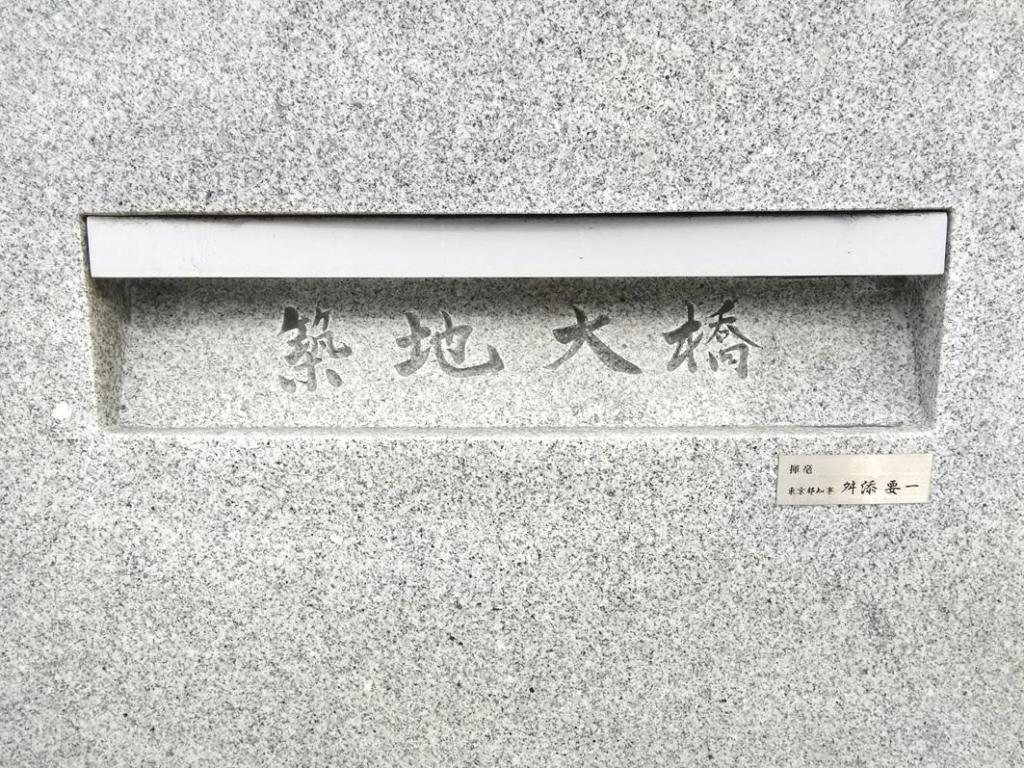 築地大橋
揮毫
東京都知事 舛添要一